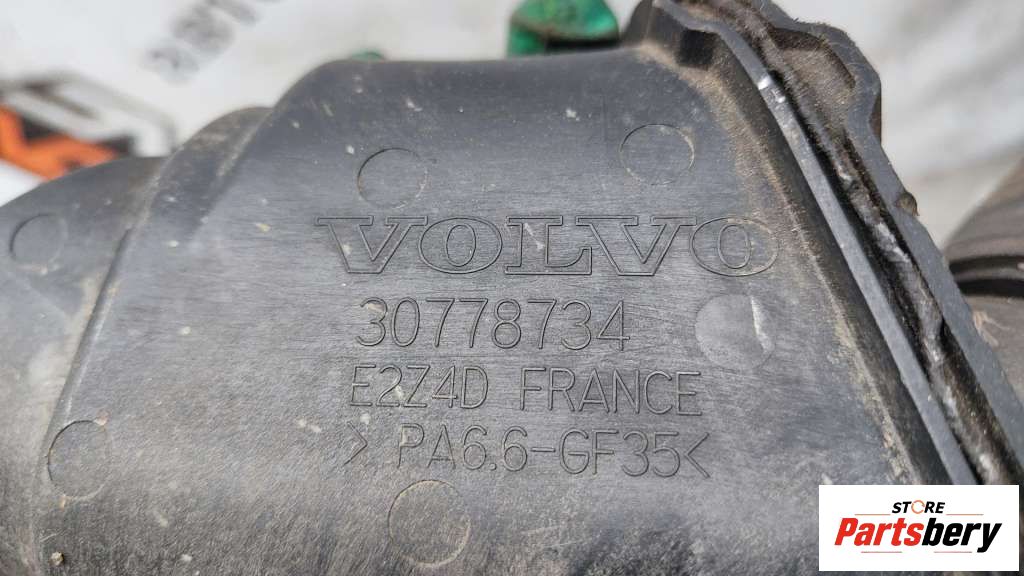 VOLVO
30778734
E2Z4D FRANCE
> PA6.6-GF35<
STORE
Partsbery